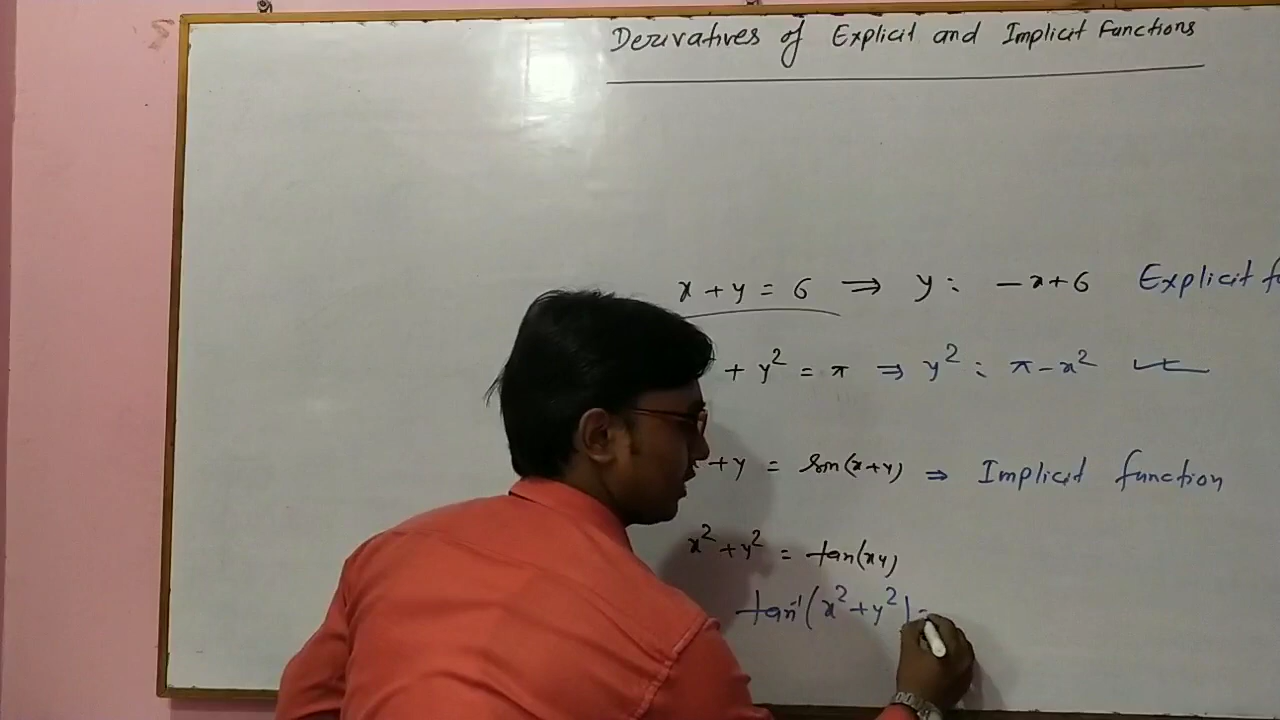 Derivatives of Explicit and Implicit Functions
x + y = 6 ⇒ y = -x+6 Explicit
+ y² = π ⇒ y² = π - x²
+ y = Sin(x+y) ⇒ Implicit function
x² + y² = tan(xy)
tan⁻¹(x² + y²) =